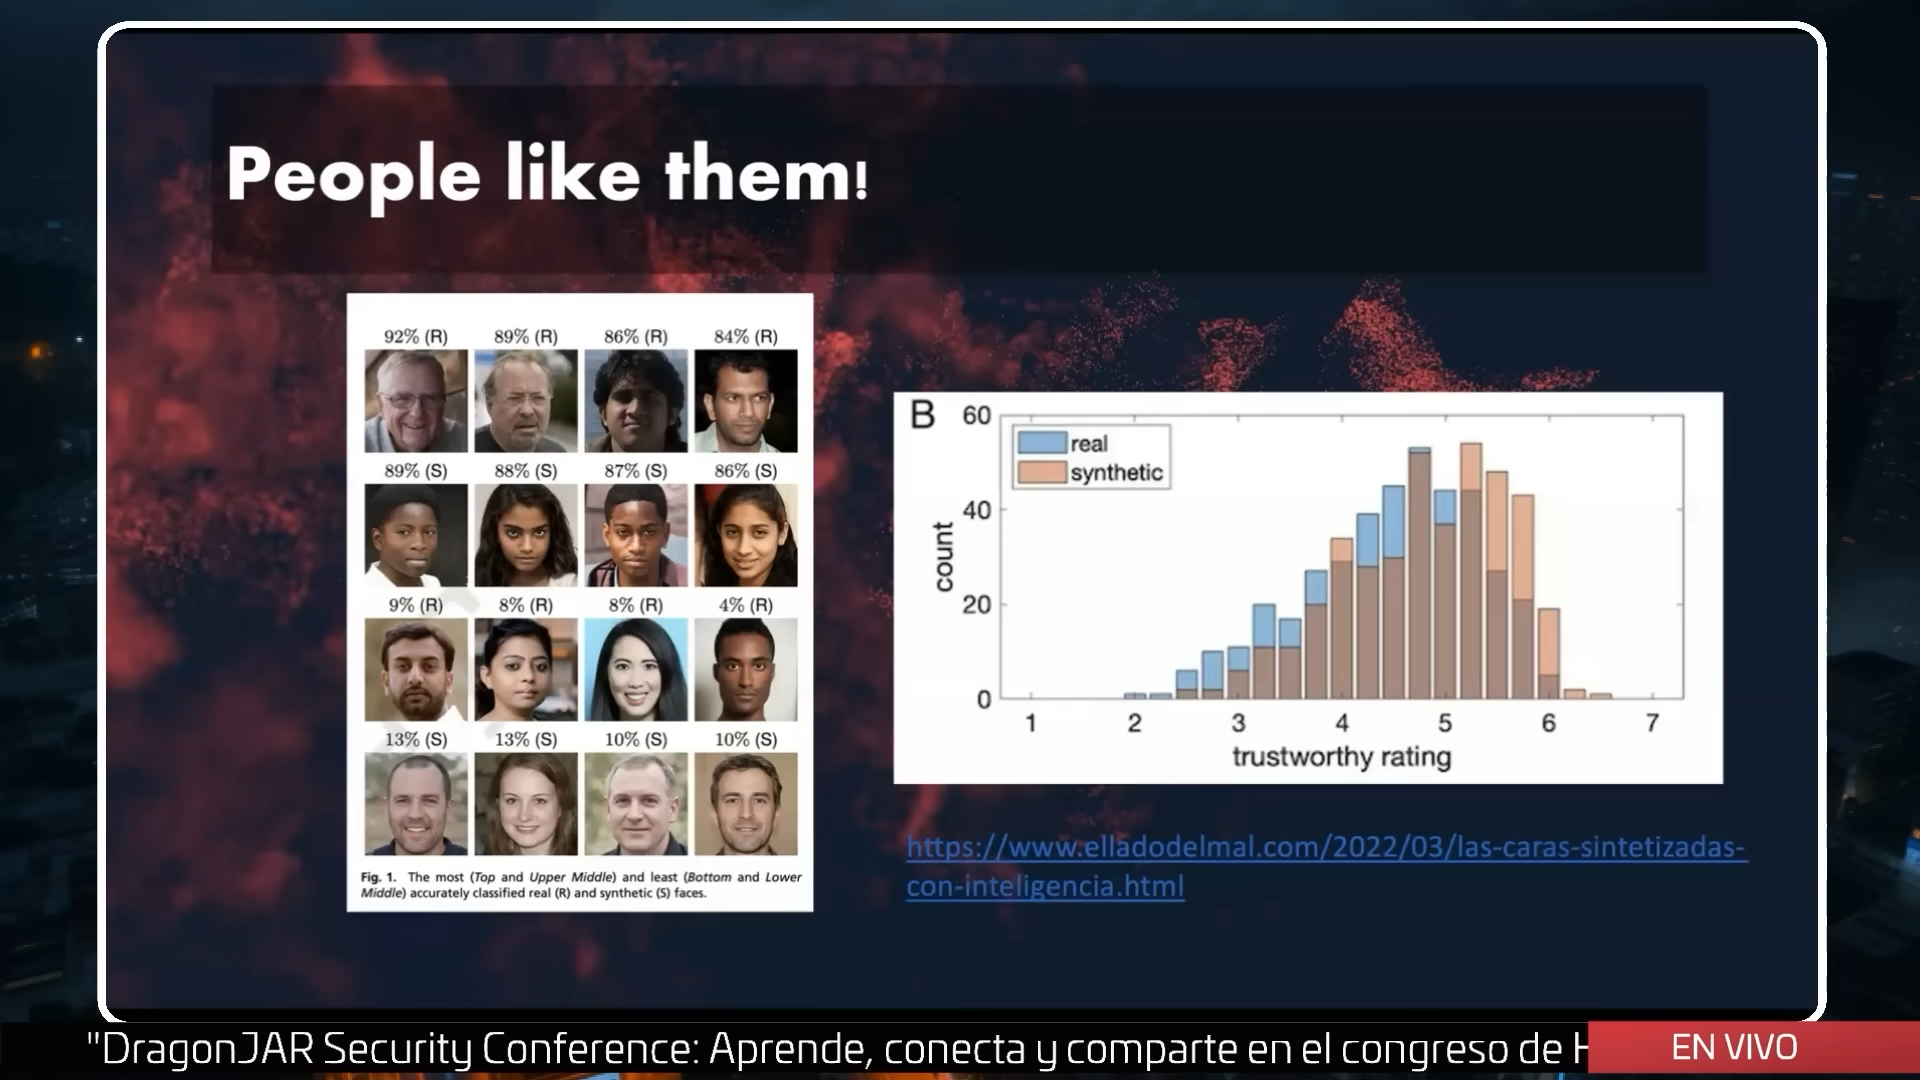 People like them!
92% (R) 89% (R) 86% (R) 84% (R)
89% (S) 88% (S) 87% (S) 86% (S)
9% (R) 8% (R) 8% (R) 4% (R)
13% (S) 13% (S) 10% (S) 10% (S)
Fig. 1. The most (Top and Upper Middle) and least (Bottom and Lower
Middle) accurately classified real (R) and synthetic (S) faces.
B
real
synthetic
60
40
20
0
count
1 2 3 4 5 6 7
trustworthy rating
https://www.elladodelmal.com/2022/03/las-caras-sintetizadas-
con-inteligencia.html
"DragonJAR Security Conference: Aprende, conecta y comparte en el congreso de H
EN VIVO